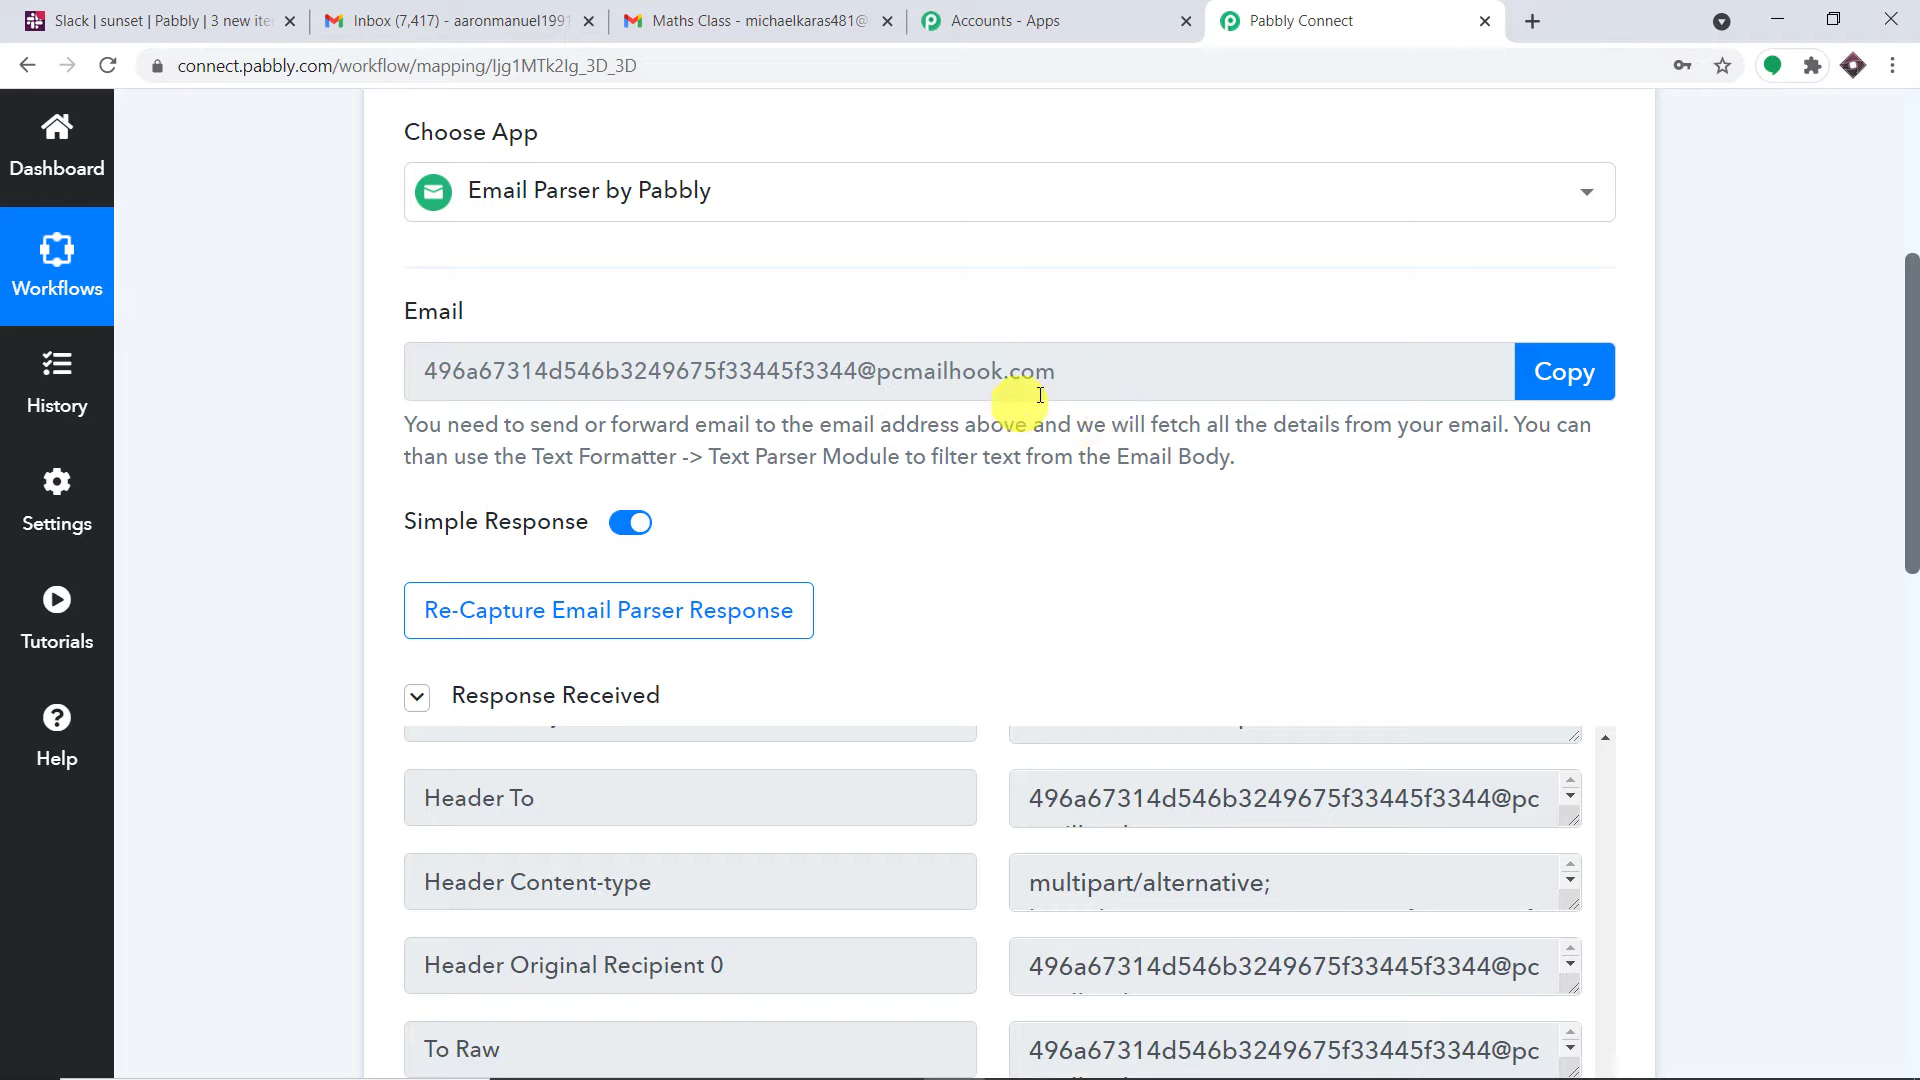 Slack | sunset | Pabbly | 3 new ite
Inbox (7,417) - aaronmanuel1991
Maths Class - michaelkaras481@
Accounts - Apps
Pabbly Connect
connect.pabbly.com/workflow/mapping/Ijg1MTk2Ig_3D_3D
Dashboard
Workflows
History
Settings
Tutorials
Help
Choose App
Email Parser by Pabbly
Email
496a67314d546b3249675f33445f3344@pcmailhook.com
Copy
You need to send or forward email to the email address above and we will fetch all the details from your email. You can
than use the Text Formatter -> Text Parser Module to filter text from the Email Body.
Simple Response
Re-Capture Email Parser Response
Response Received
Header To
496a67314d546b3249675f33445f3344@pc
Header Content-type
multipart/alternative;
Header Original Recipient 0
496a67314d546b3249675f33445f3344@pc
To Raw
496a67314d546b3249675f33445f3344@pc